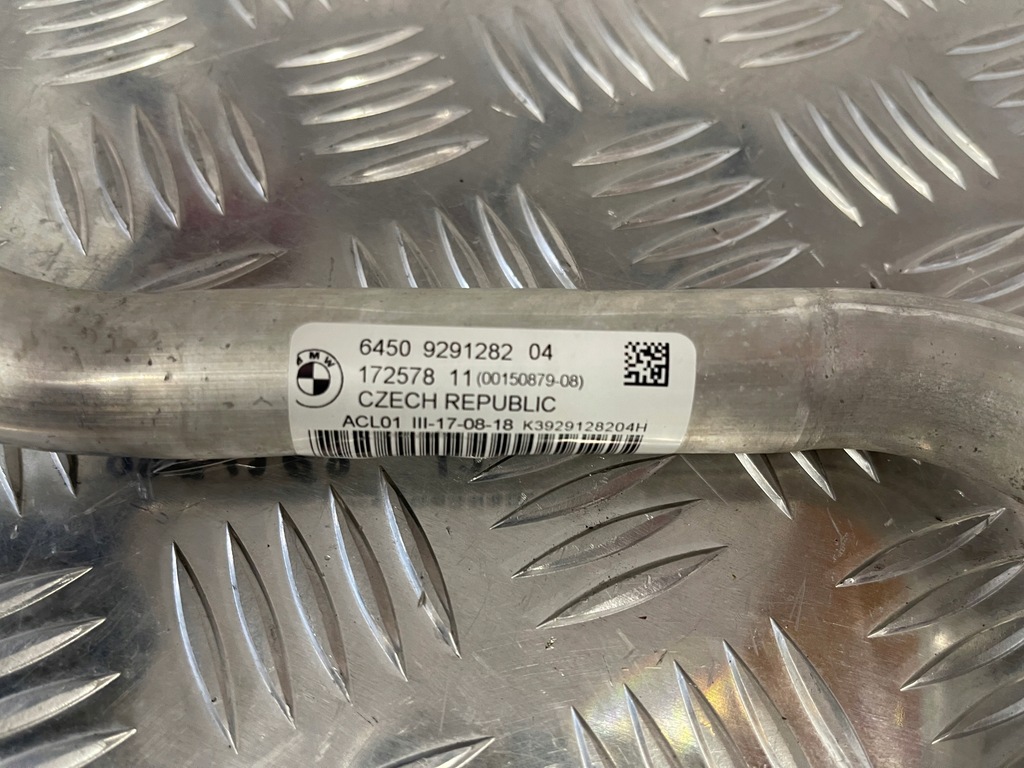 BMW
6450 9291282 04
172578 11(00150879-08)
CZECH REPUBLIC
ACL01 III-17-08-18 K3929128204H